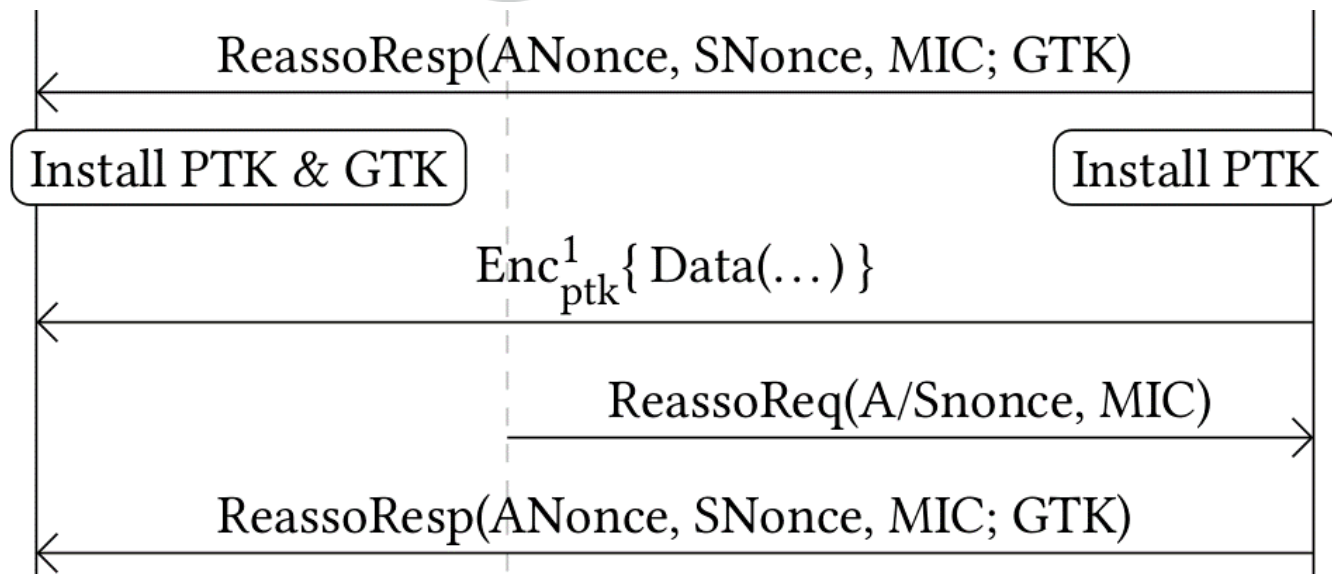 ReassoResp(ANonce, SNonce, MIC; GTK)
Install PTK & GTK
Install PTK
Enc¹ₚₜₖ{ Data(…) }
ReassoReq(A/Snonce, MIC)
ReassoResp(ANonce, SNonce, MIC; GTK)